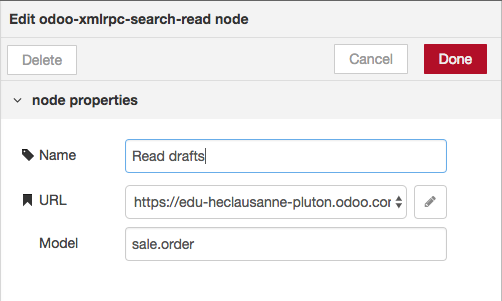 Edit odoo-xmlrpc-search-read node
Delete
Cancel
Done
node properties
Name
Read drafts
URL
https://edu-heclausanne-pluton.odoo.cor
Model
sale.order